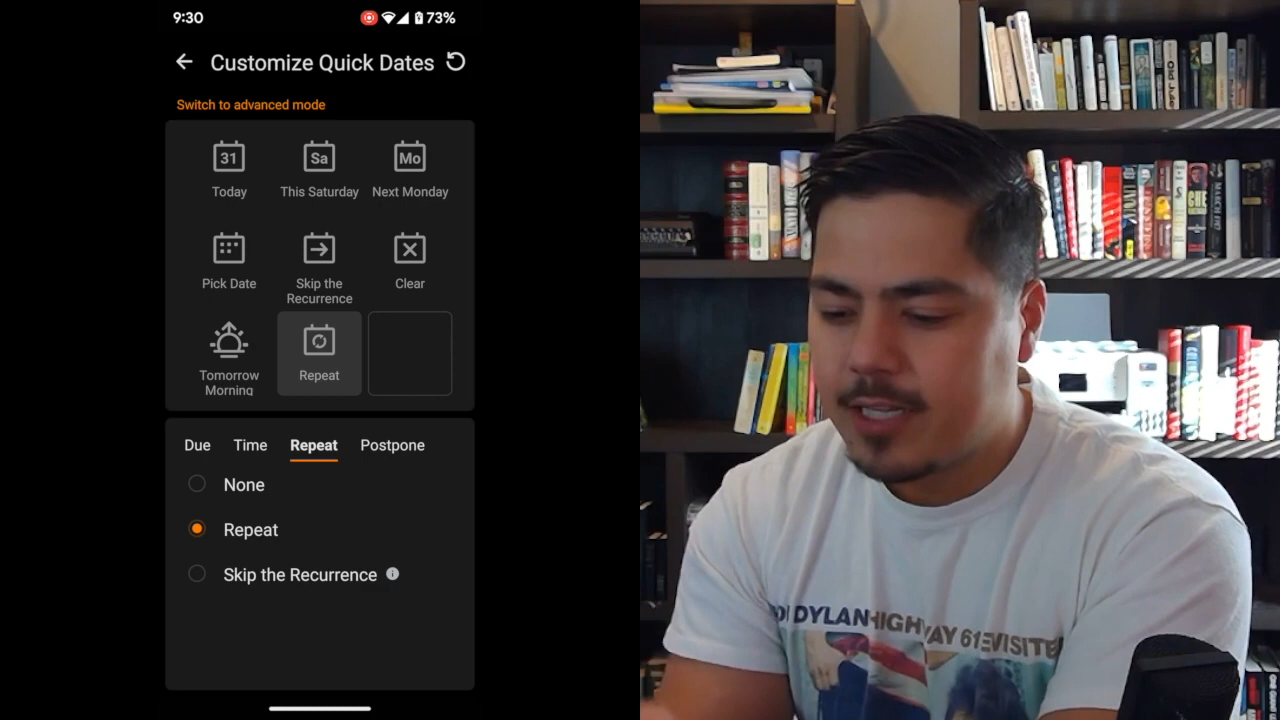 9:30
73%
Customize Quick Dates
Switch to advanced mode
31
Sa
Mo
Today
This Saturday
Next Monday
Pick Date
Skip the
Recurrence
Clear
Tomorrow
Morning
Repeat
Due
Time
Repeat
Postpone
None
Repeat
Skip the Recurrence
DYLAN HIGHWAY 61 REVISITED
CHE